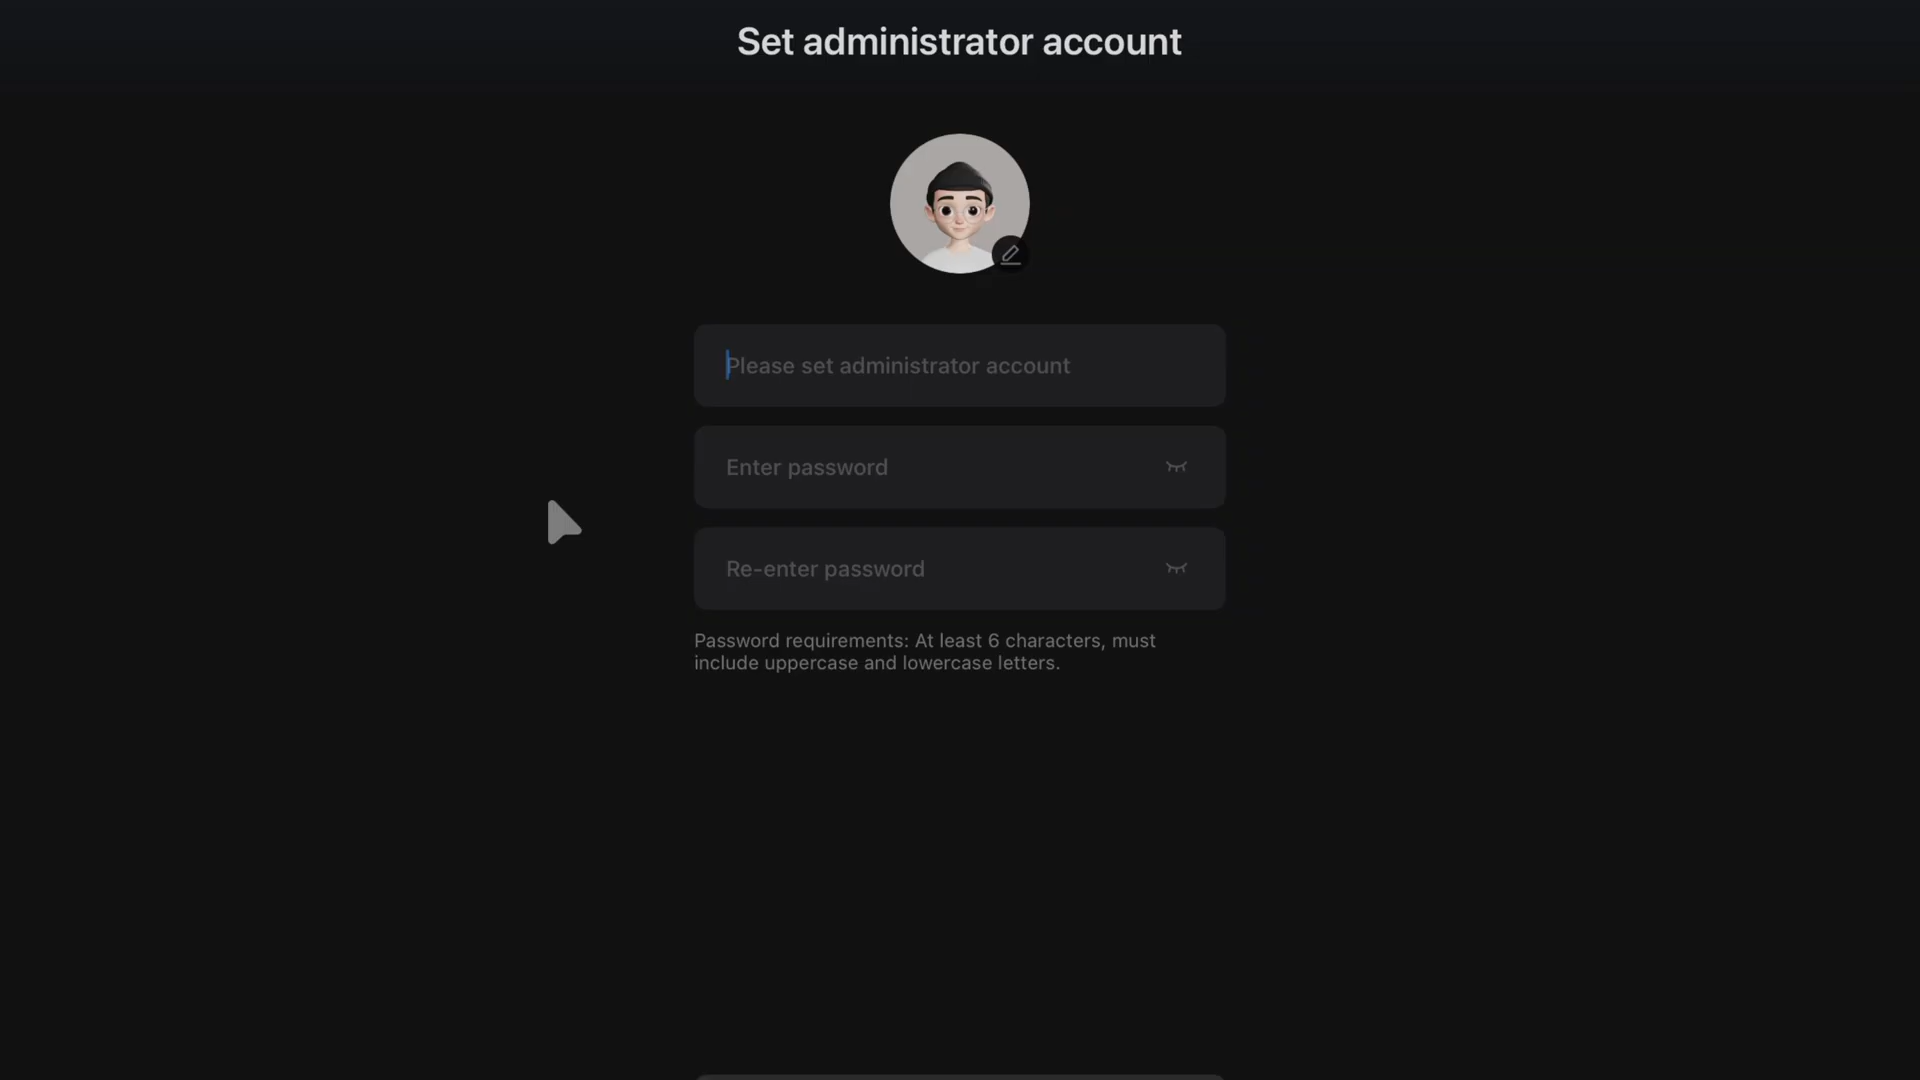 Set administrator account
Please set administrator account
Enter password
Re-enter password
Password requirements: At least 6 characters, must
include uppercase and lowercase letters.